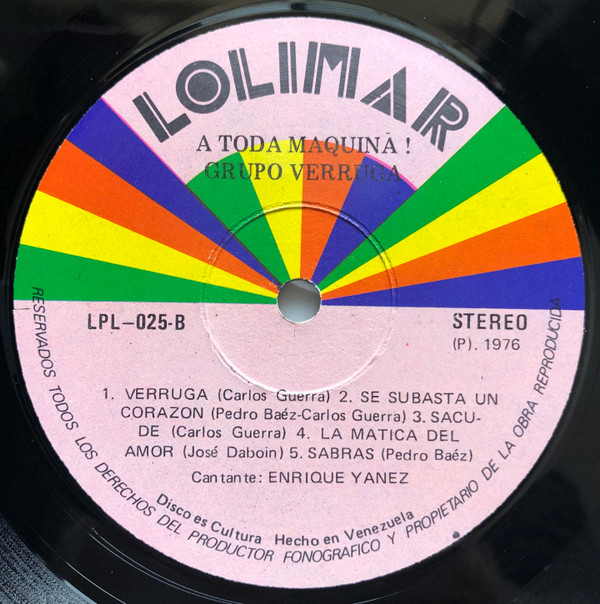 LOLIMAR
A TODA MAQUINA !
GRUPO VERRUGA
LPL-025-B
STEREO
(P). 1976
1. VERRUGA (Carlos Guerra) 2. SE SUBASTA UN
CORAZON (Pedro Baéz-Carlos Guerra) 3. SACU-
DE (Carlos Guerra) 4. LA MATICA DEL
AMOR (José Daboin) 5. SABRAS (Pedro Baéz)
Cantante: ENRIQUE YANEZ
Disco es Cultura Hecho en Venezuela
RESERVADOS TODOS LOS DERECHOS DEL PRODUCTOR FONOGRAFICO Y PROPIETARIO DE LA OBRA REPRODUCIDA